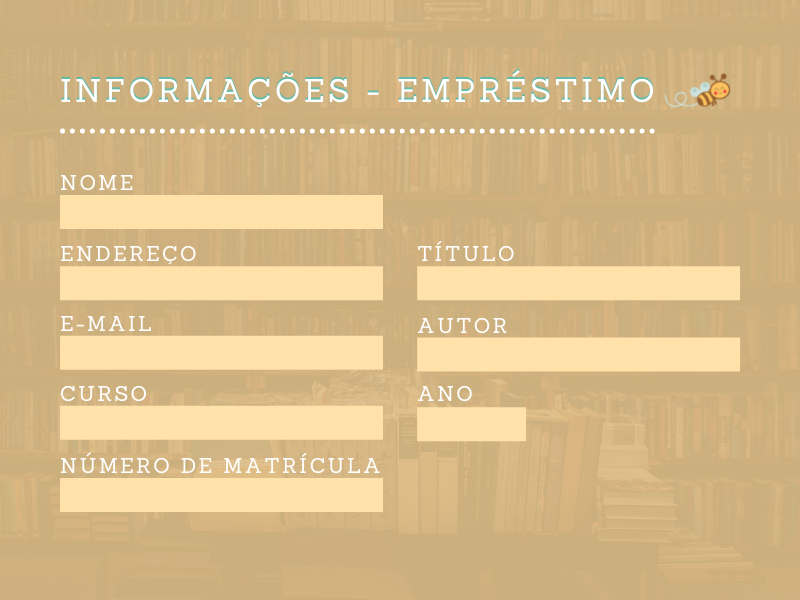 INFORMAÇÕES - EMPRÉSTIMO
NOME
ENDEREÇO
E-MAIL
CURSO
NÚMERO DE MATRÍCULA
TÍTULO
AUTOR
ANO